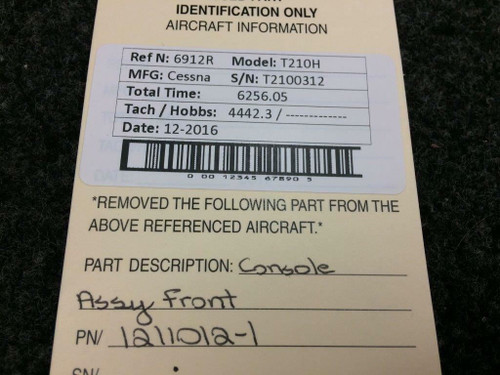 IDENTIFICATION ONLY
AIRCRAFT INFORMATION
Ref N: 6912R Model: T210H
MFG: Cessna S/N: T2100312
Total Time: 6256.05
Tach / Hobbs: 4442.3 / -------------
Date: 12-2016
0 00 12345 67890 5
*REMOVED THE FOLLOWING PART FROM THE
ABOVE REFERENCED AIRCRAFT.*
PART DESCRIPTION: Console
Assy Front
PN/ 1211012-1
SN/